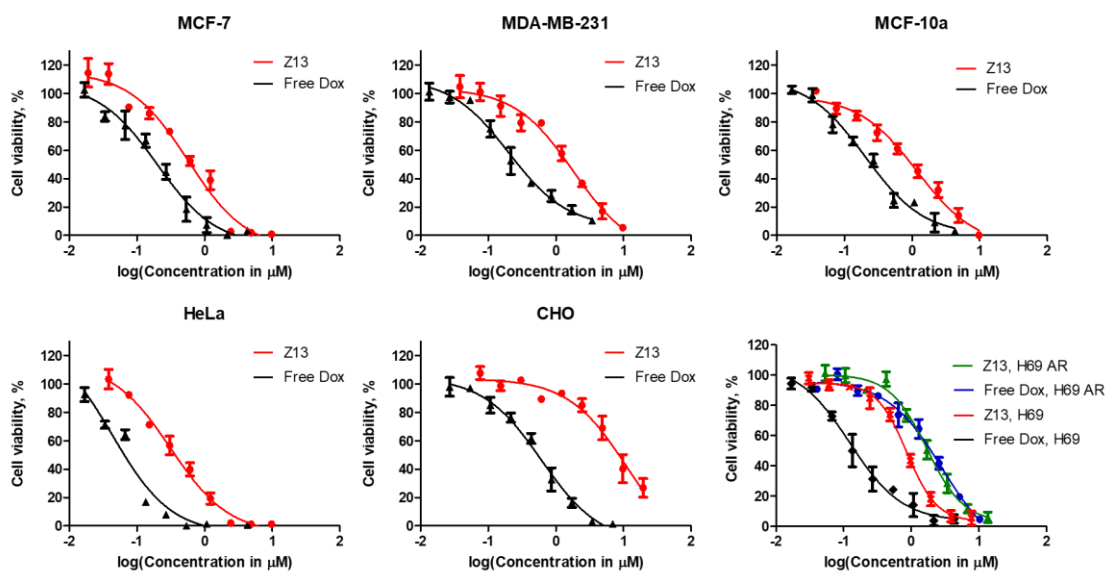 MCF-7
Z13
Free Dox
Cell viability, %
120
100
80
60
40
20
0
-2 -1 0 1 2
log(Concentration in µM)
MDA-MB-231
Z13
Free Dox
Cell viability, %
120
100
80
60
40
20
0
-2 -1 0 1 2
log(Concentration in µM)
MCF-10a
Z13
Free Dox
Cell viability, %
120
100
80
60
40
20
0
-2 -1 0 1 2
log(Concentration in µM)
HeLa
Z13
Free Dox
Cell viability, %
120
100
80
60
40
20
0
-2 -1 0 1 2
log(Concentration in µM)
CHO
Z13
Free Dox
Cell viability, %
120
100
80
60
40
20
0
-2 -1 0 1 2
log(Concentration in µM)
Z13, H69 AR
Free Dox, H69 AR
Z13, H69
Free Dox, H69
Cell viability, %
120
100
80
60
40
20
0
-2 -1 0 1 2
log(Concentration in µM)